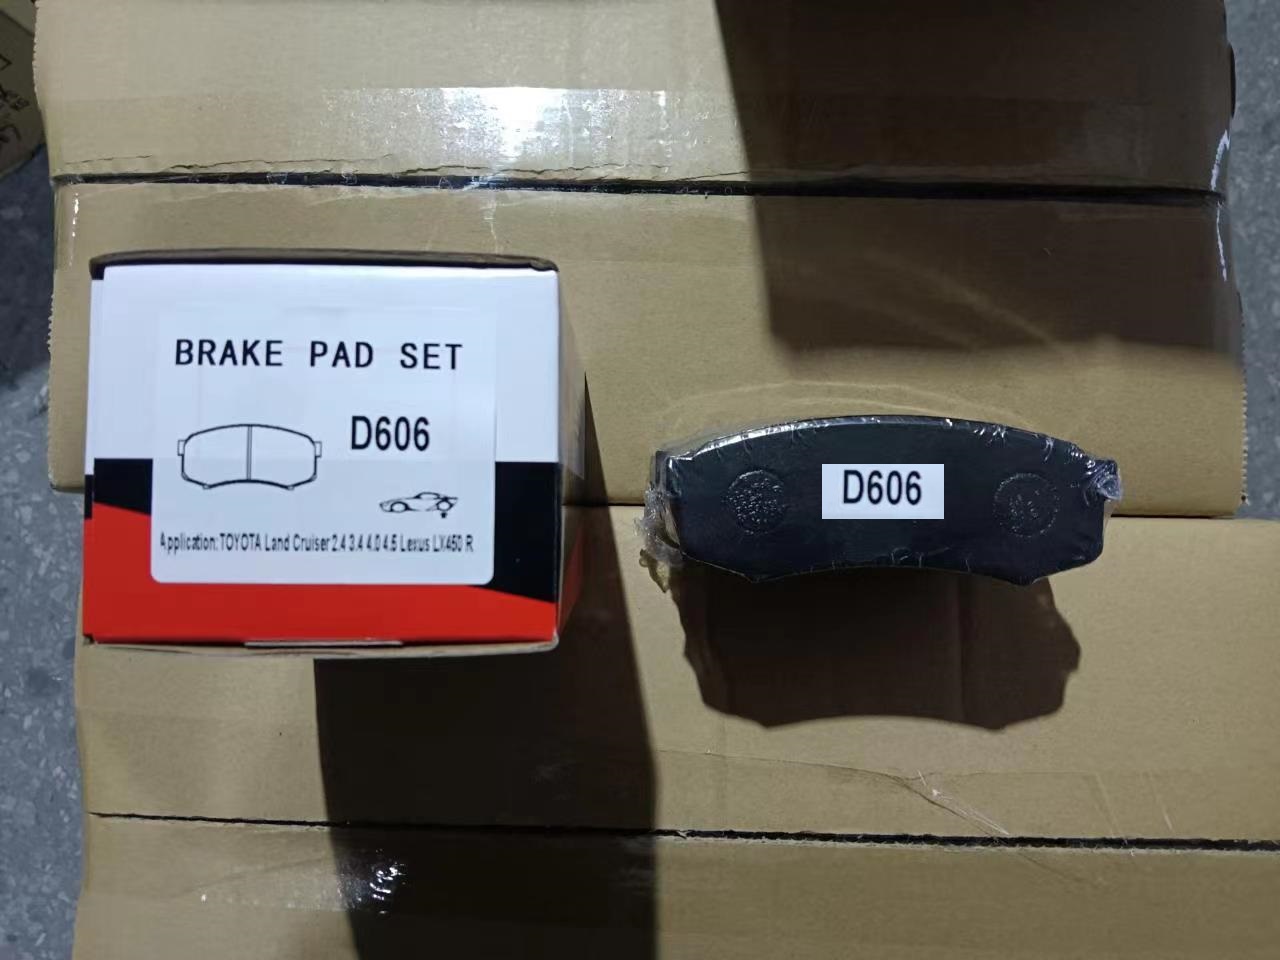 BRAKE PAD SET
D606
Application: TOYOTA Land Cruiser 2.4 3.4 4.0 4.5 Lexus LX450 R
D606